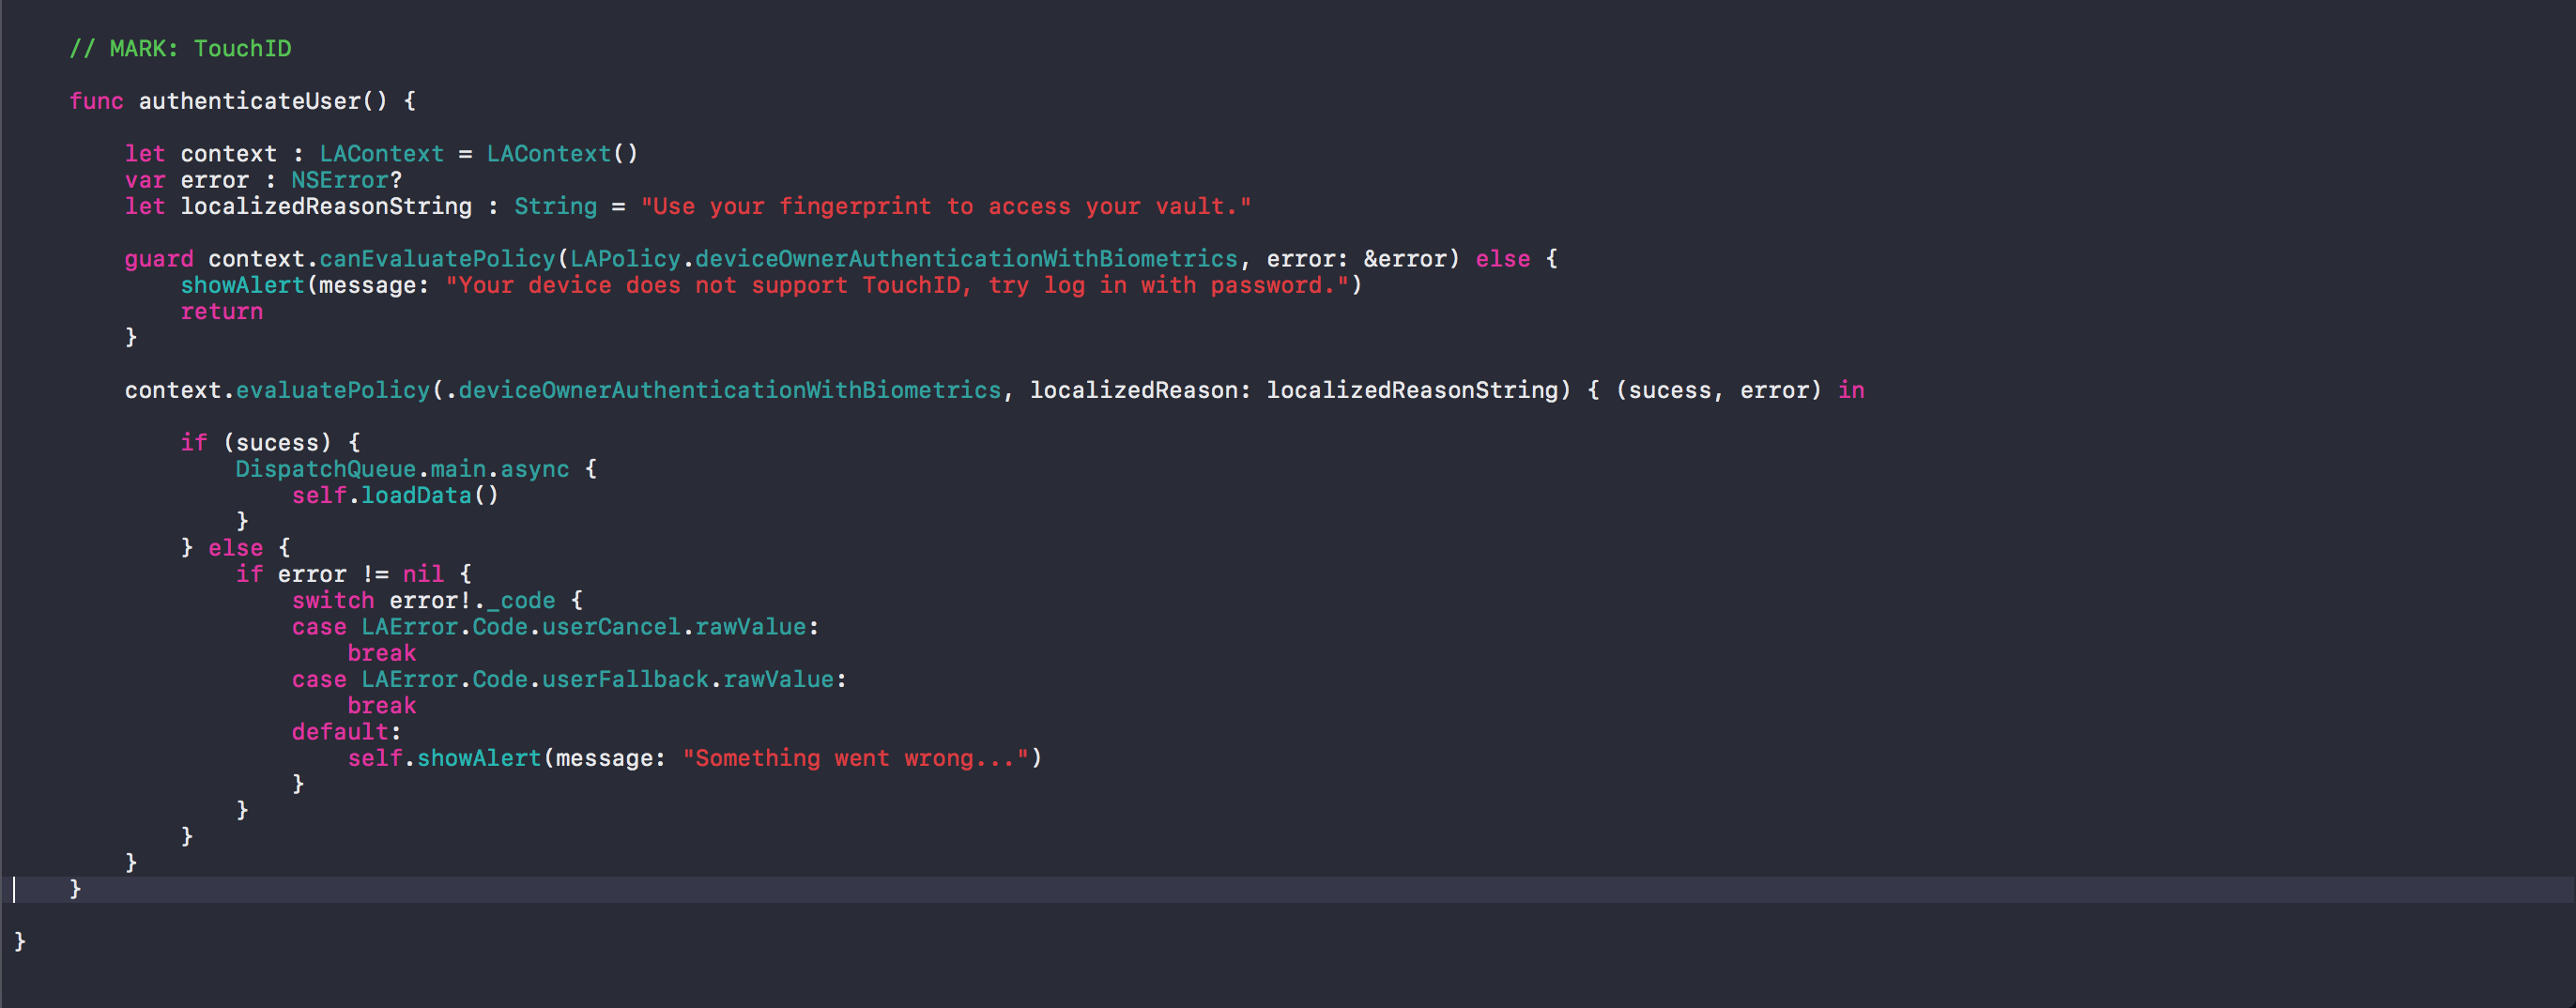 // MARK: TouchID
func authenticateUser() {
let context : LAContext = LAContext()
var error : NSError?
let localizedReasonString : String = "Use your fingerprint to access your vault."
guard context.canEvaluatePolicy(LAPolicy.deviceOwnerAuthenticationWithBiometrics, error: &error) else {
showAlert(message: "Your device does not support TouchID, try log in with password.")
return
}
context.evaluatePolicy(.deviceOwnerAuthenticationWithBiometrics, localizedReason: localizedReasonString) { (sucess, error) in
if (sucess) {
DispatchQueue.main.async {
self.loadData()
}
} else {
if error != nil {
switch error!._code {
case LAError.Code.userCancel.rawValue:
break
case LAError.Code.userFallback.rawValue:
break
default:
self.showAlert(message: "Something went wrong...")
}
}
}
}
}
}